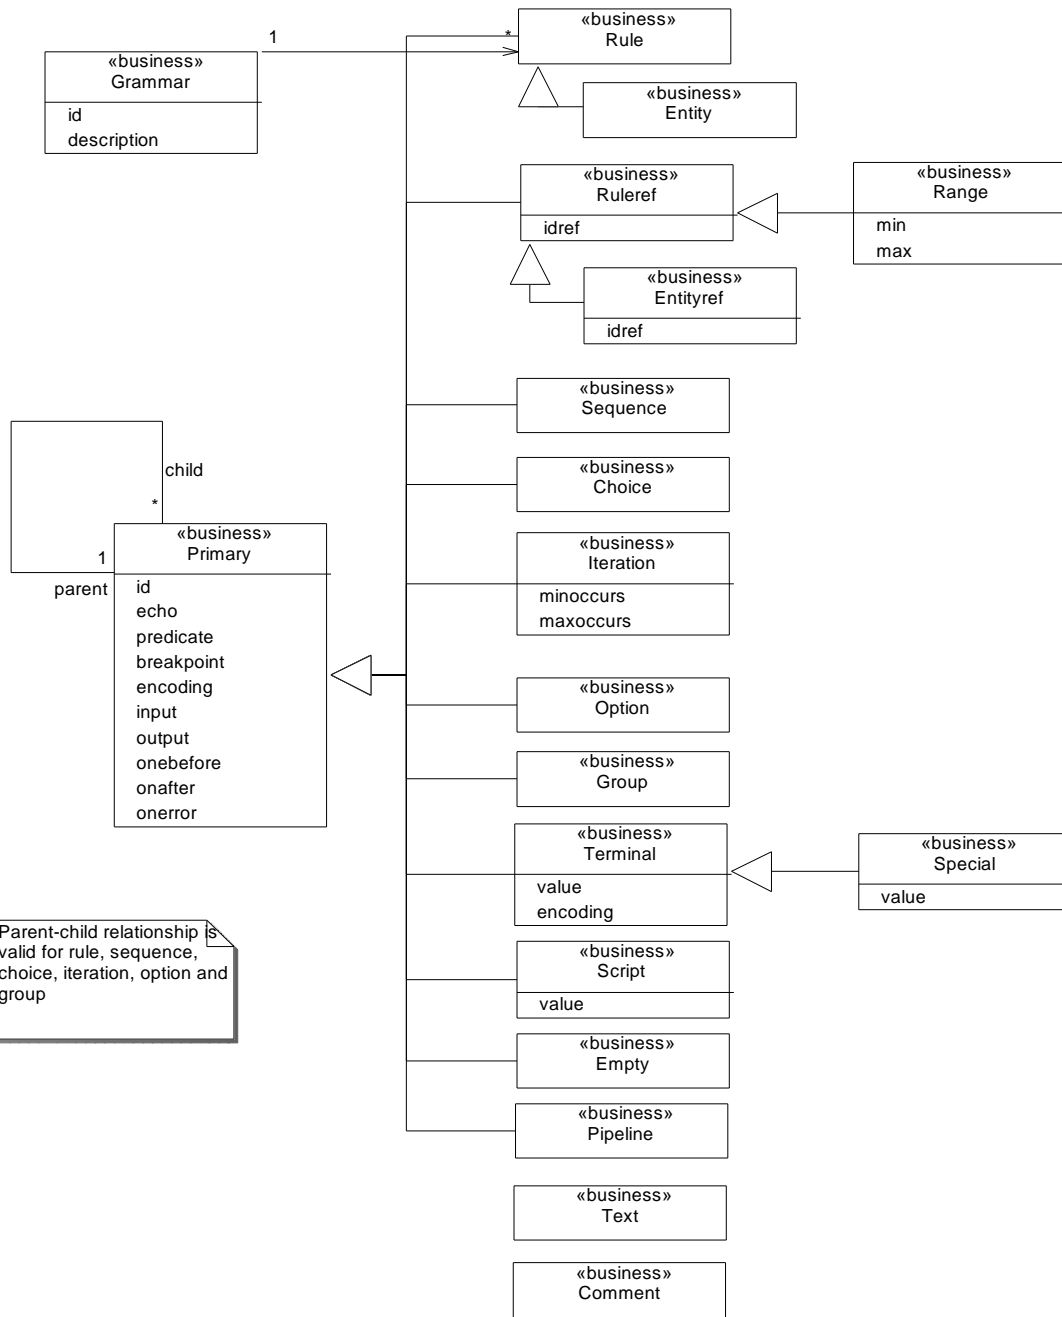 «business»
Rule
1
*
«business»
Grammar
id
description
«business»
Entity
«business»
Ruleref
idref
«business»
Range
min
max
«business»
Entityref
idref
«business»
Sequence
child
*
«business»
Choice
«business»
Primary
1
parent
id
echo
predicate
breakpoint
encoding
input
output
onebefore
onafter
onerror
«business»
Iteration
minoccurs
maxoccurs
«business»
Option
«business»
Group
«business»
Terminal
value
encoding
«business»
Special
value
Parent-child relationship is
valid for rule, sequence,
choice, iteration, option and
group
«business»
Script
value
«business»
Empty
«business»
Pipeline
«business»
Text
«business»
Comment